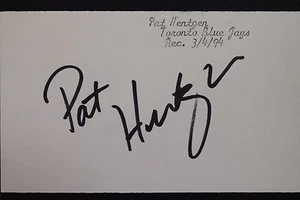 Pat Hentgen
Toronto Blue Jays
Rec. 3/4/94
Pat Hentgen